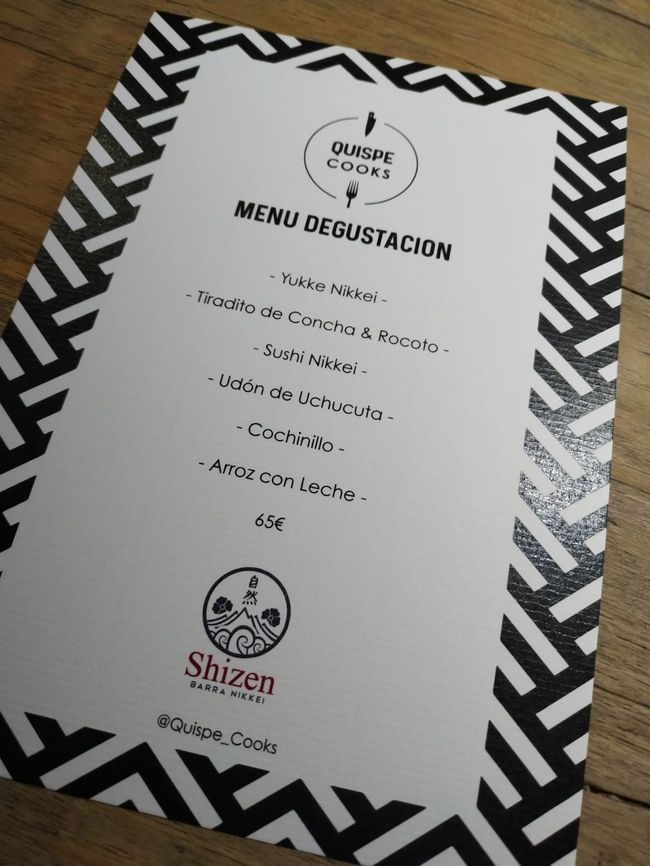 QUISPE
COOKS
MENU DEGUSTACION
- Yukke Nikkei -
- Tiradito de Concha & Rocoto -
- Sushi Nikkei -
- Udón de Uchucuta -
- Cochinillo -
- Arroz con Leche -
65€
自
然
Shizen
BARRA NIKKEI
@Quispe_Cooks